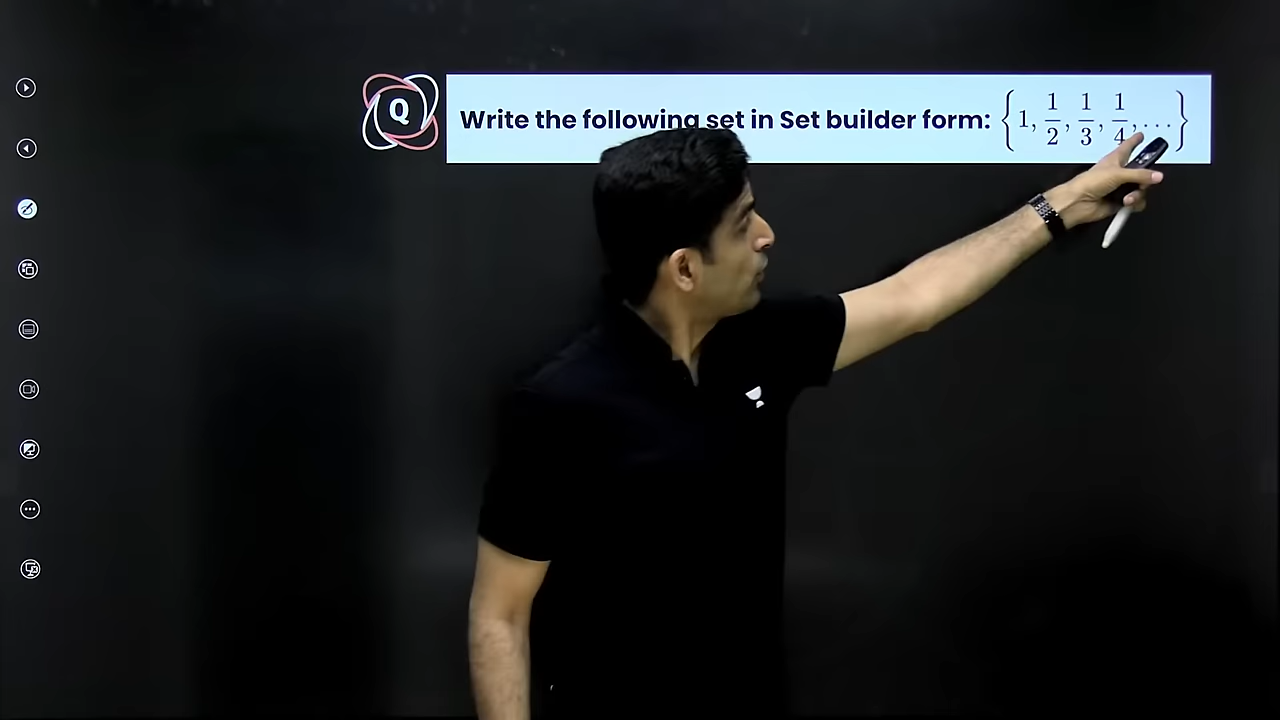 Q
Write the following set in Set builder form: {1, 1/2, 1/3, 1/4, ...}